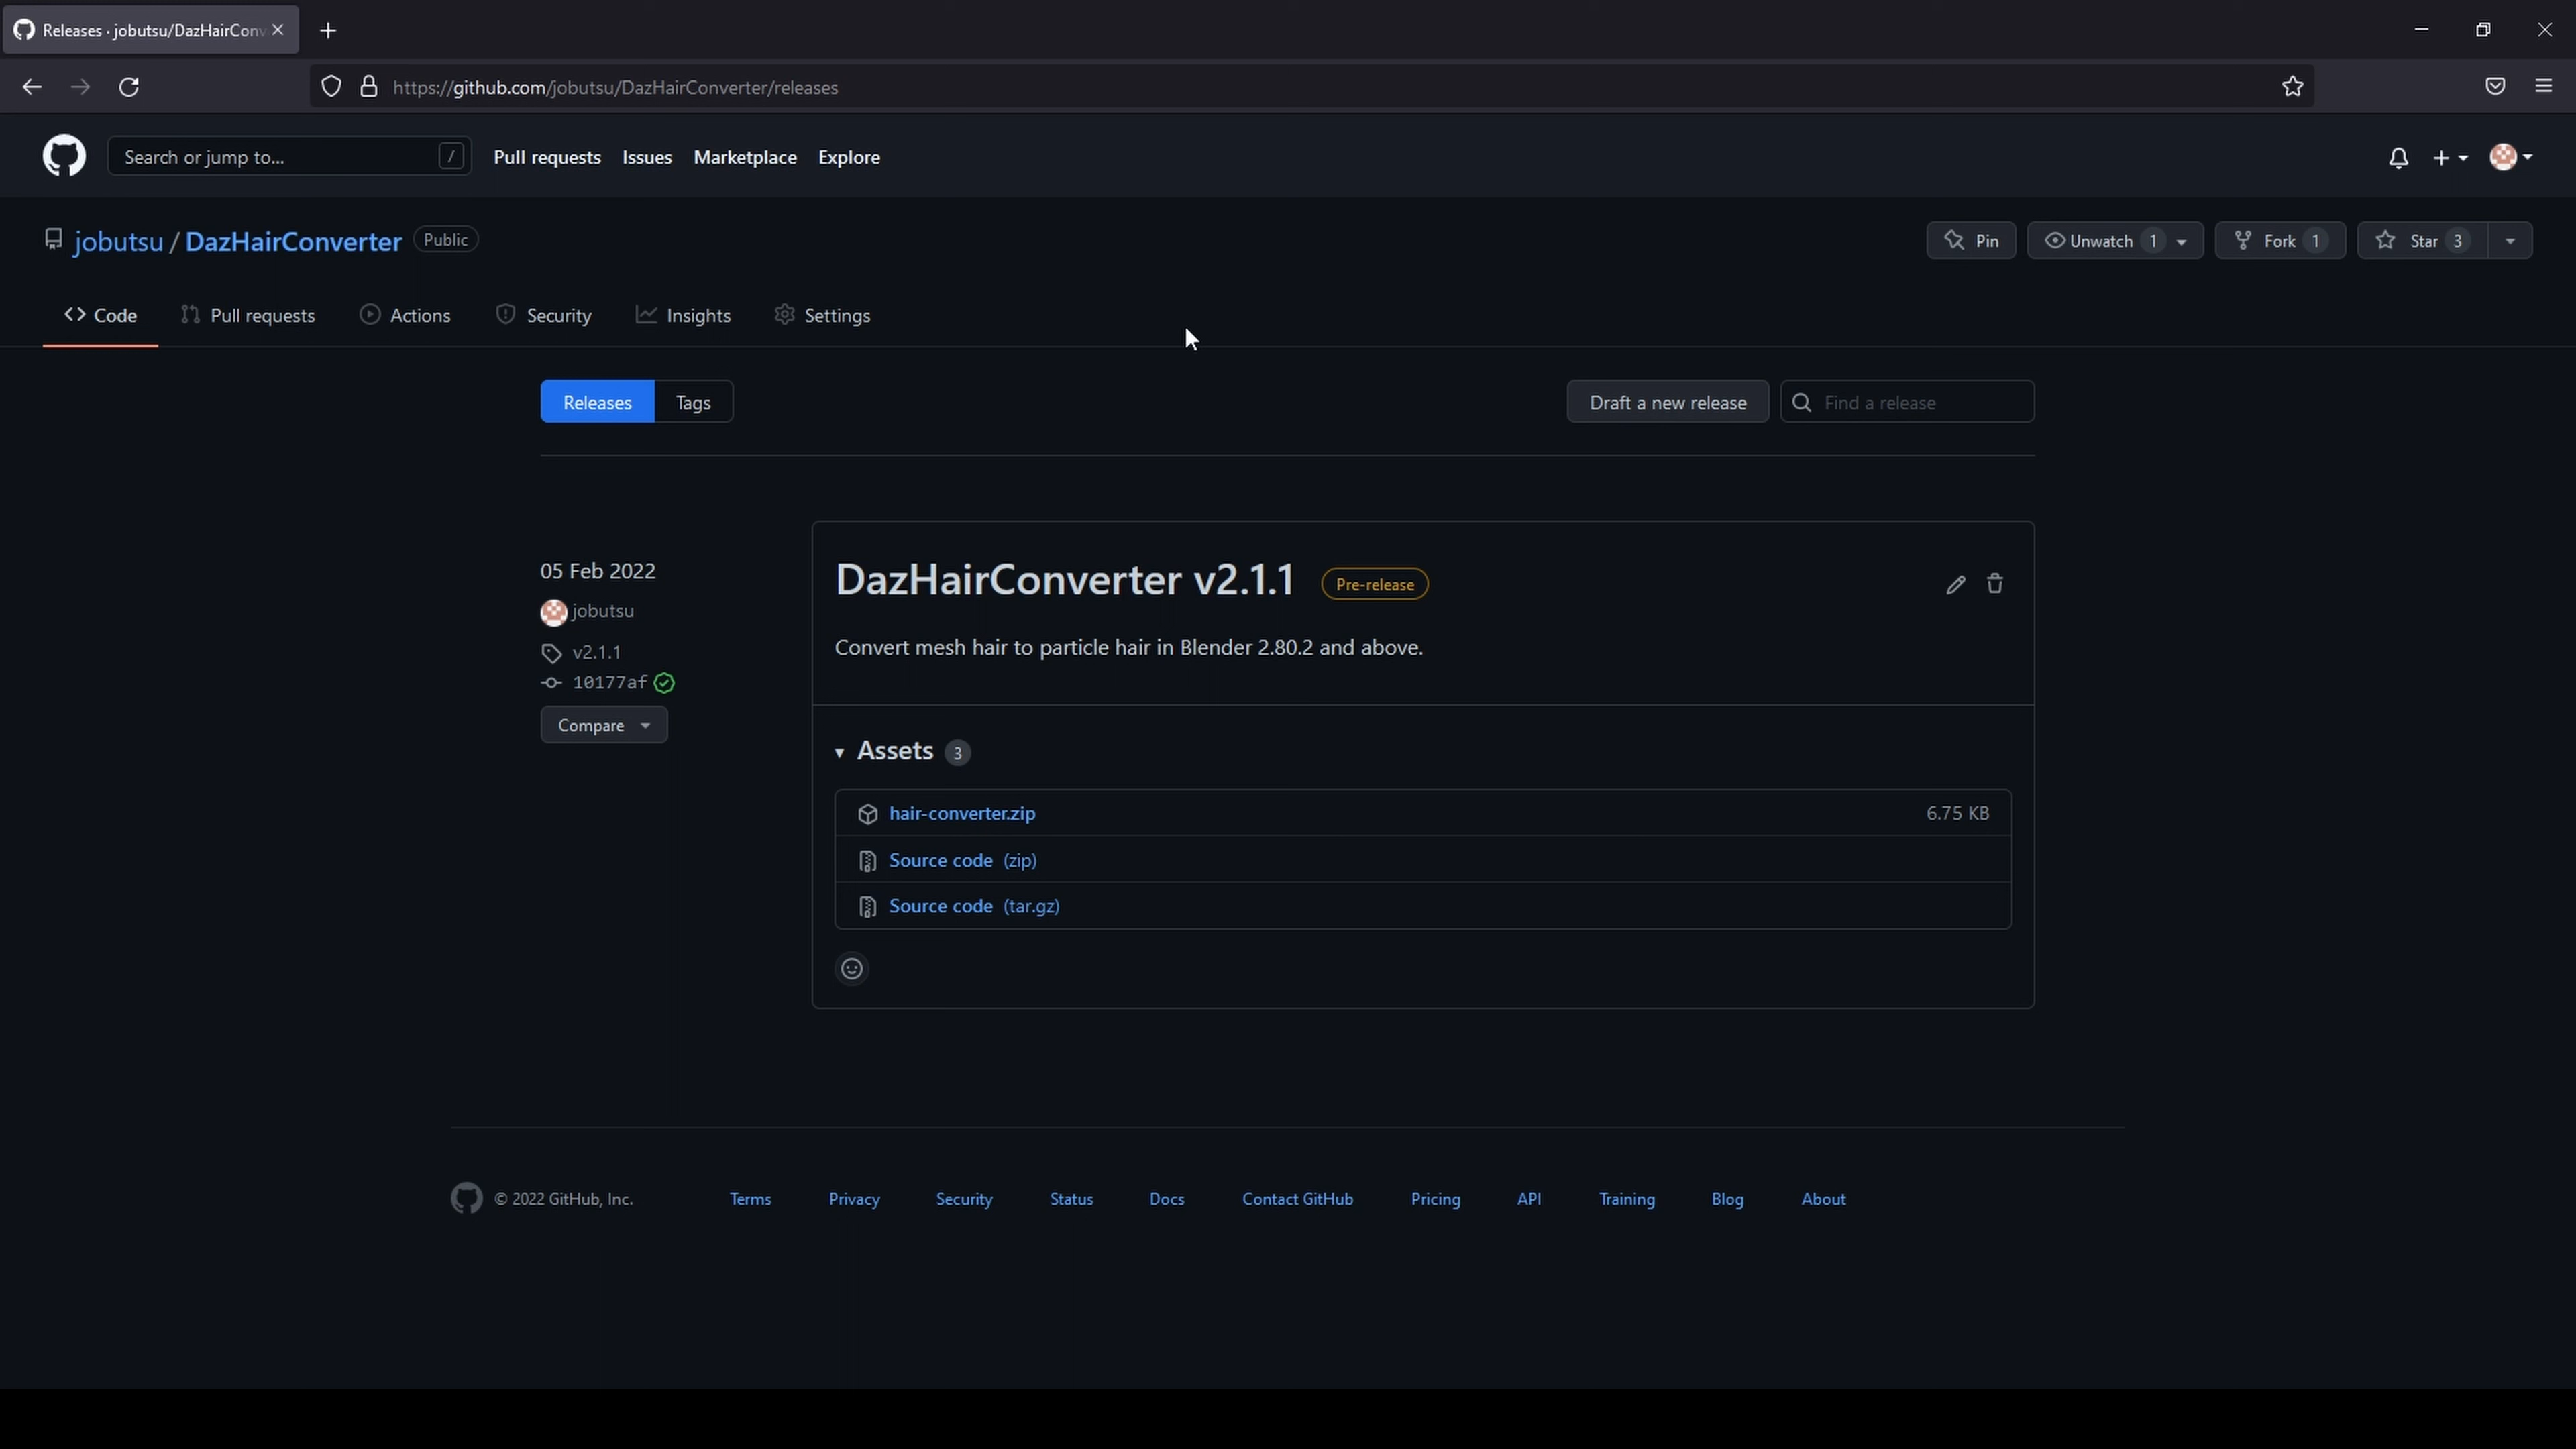 Releases · jobutsu/DazHairConv
https://github.com/jobutsu/DazHairConverter/releases
Search or jump to... / Pull requests Issues Marketplace Explore
jobutsu / DazHairConverter Public Pin Unwatch 1 Fork 1 Star 3
Code Pull requests Actions Security Insights Settings
Releases Tags Draft a new release Find a release
05 Feb 2022
jobutsu
v2.1.1
10177af
Compare
DazHairConverter v2.1.1 Pre-release
Convert mesh hair to particle hair in Blender 2.80.2 and above.
Assets 3
hair-converter.zip 6.75 KB
Source code (zip)
Source code (tar.gz)
© 2022 GitHub, Inc. Terms Privacy Security Status Docs Contact GitHub Pricing API Training Blog About